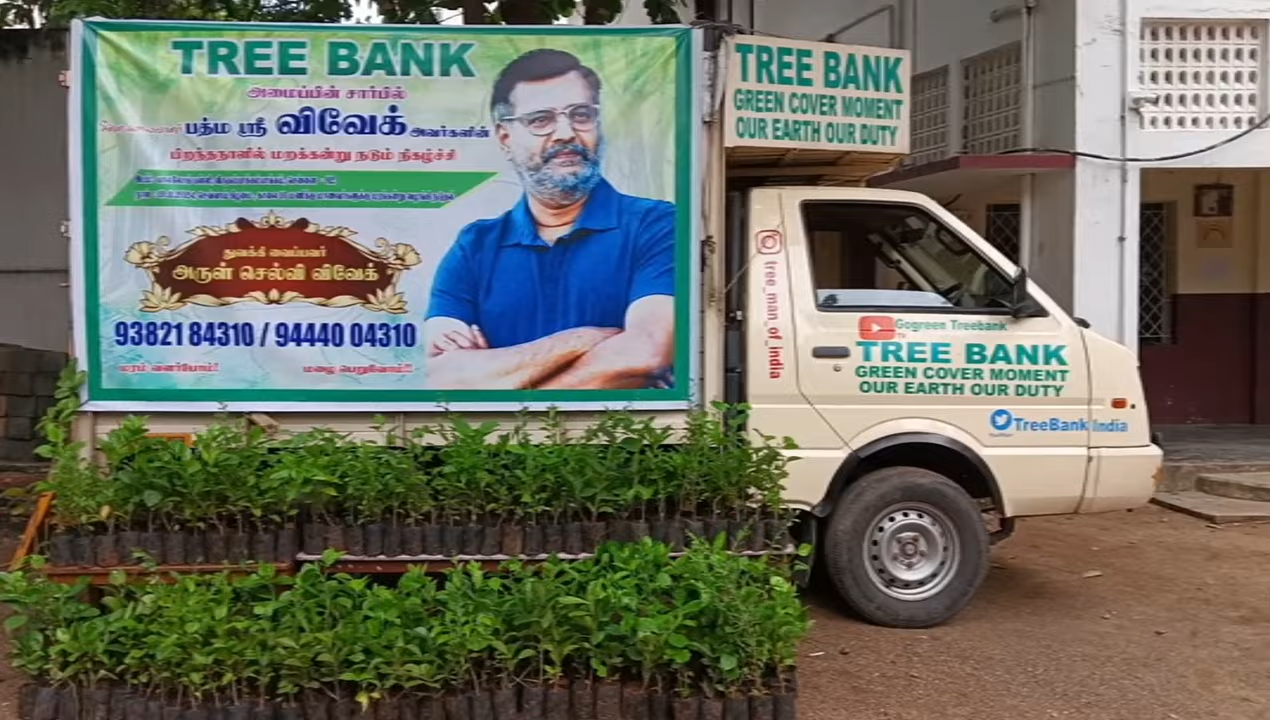 TREE BANK
அமைப்பின் சார்பில்
பத்ம ஸ்ரீ விவேக் அவர்களின்
பிறந்தநாளில் மரக்கன்று நடும் நிகழ்ச்சி
துவக்கி வைப்பவர்
அருள் செல்வி விவேக்
93821 84310 / 94440 04310
மரம் வளர்போம்!
மழை பெறுவோம்!!
TREE BANK
GREEN COVER MOMENT
OUR EARTH OUR DUTY
tree_man_of_india
Gogreen Treebank
TV
TREE BANK
GREEN COVER MOMENT
OUR EARTH OUR DUTY
TreeBank India